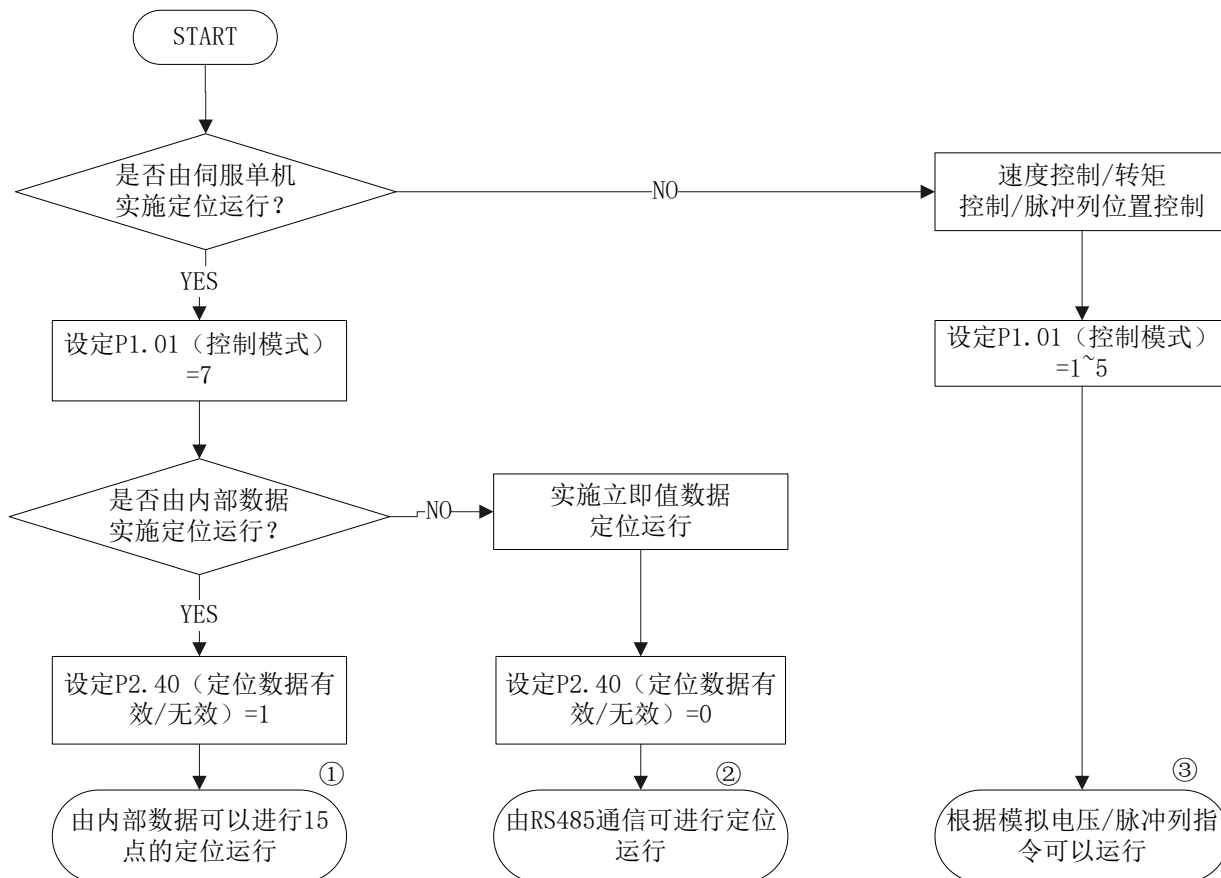 START
是否由伺服单机
实施定位运行？
NO
速度控制/转矩
控制/脉冲列位置控制
YES
设定P1.01（控制模式）
=7
设定P1.01（控制模式）
=1~5
是否由内部数据
实施定位运行？
NO
实施立即值数据
定位运行
YES
设定P2.40（定位数据有
效/无效）=1
设定P2.40（定位数据有
效/无效）=0
①
由内部数据可以进行15
点的定位运行
②
由RS485通信可进行定位
运行
③
根据模拟电压/脉冲列指
令可以运行